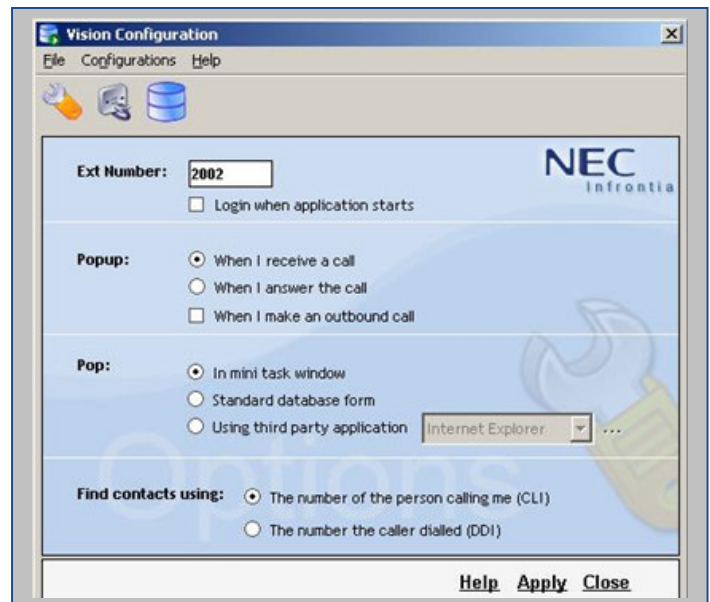 Vision Configuration
File Configurations Help
NEC
Infrontia
Ext Number: 2002
Login when application starts
Popup: When I receive a call
When I answer the call
When I make an outbound call
Pop: In mini task window
Standard database form
Using third party application Internet Explorer ...
Options
Find contacts using: The number of the person calling me (CLI)
The number the caller dialled (DDI)
Help Apply Close